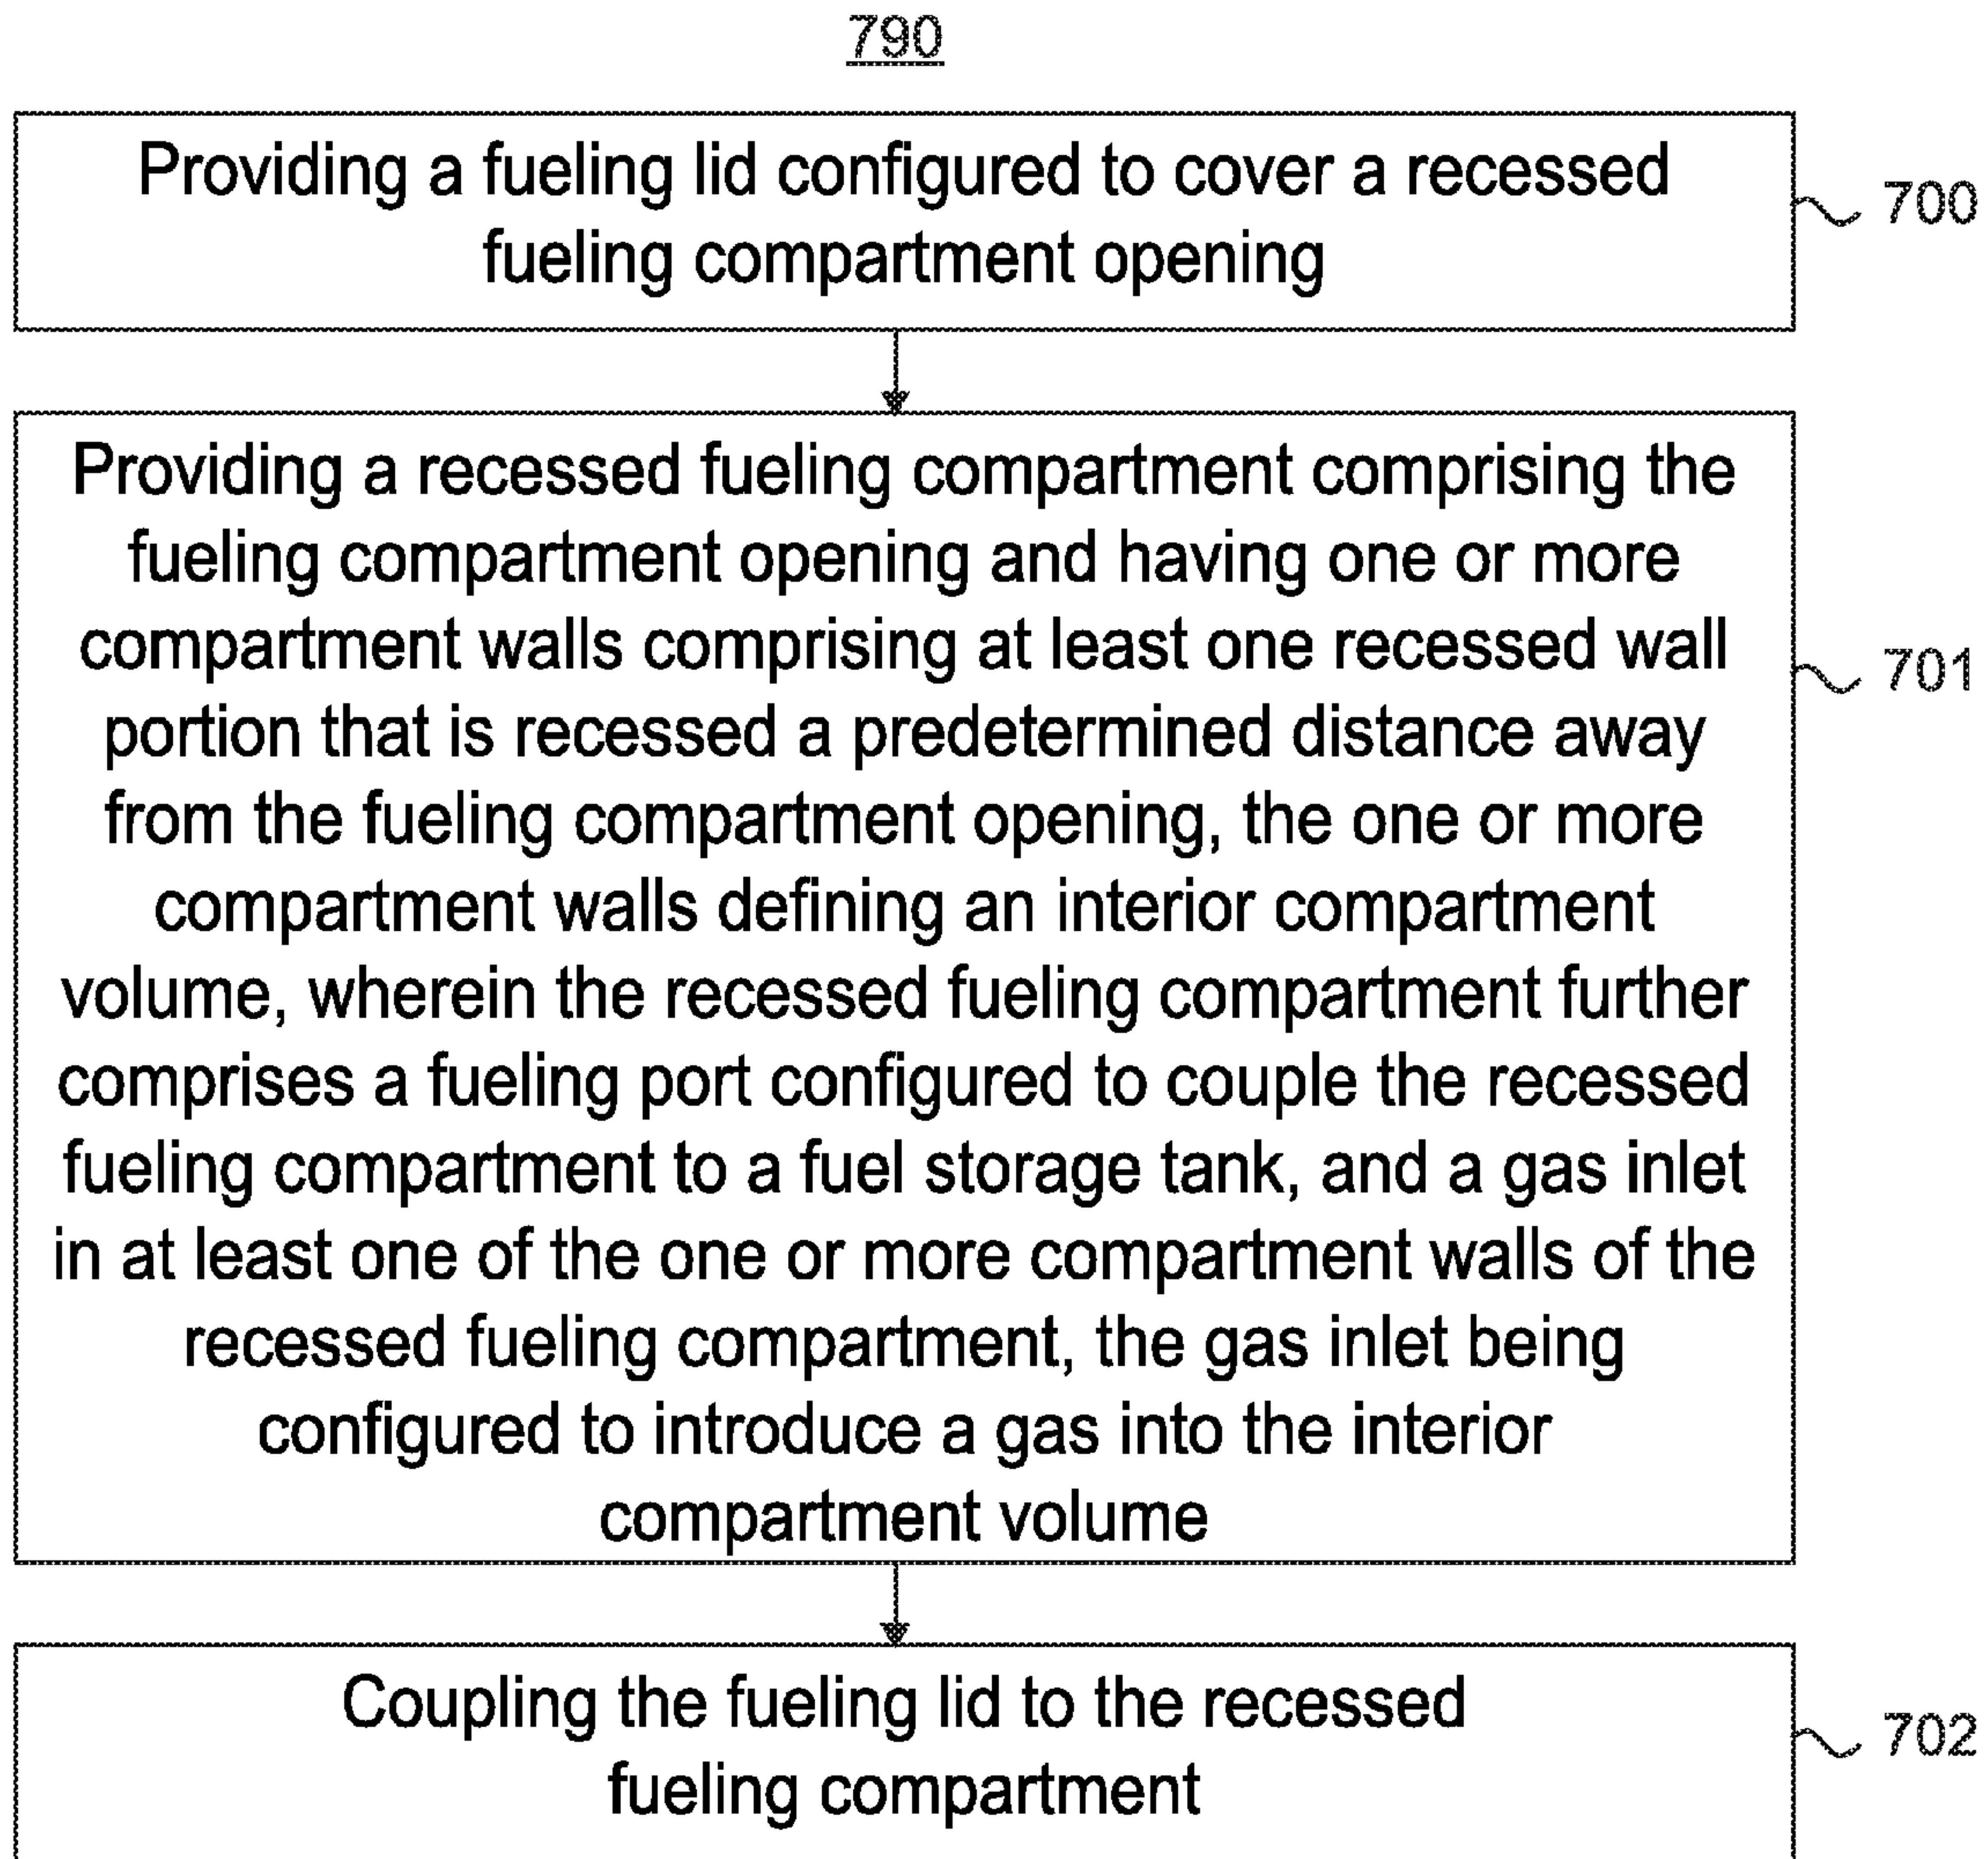 790
Providing a fueling lid configured to cover a recessed
fueling compartment opening
700
Providing a recessed fueling compartment comprising the
fueling compartment opening and having one or more
compartment walls comprising at least one recessed wall
portion that is recessed a predetermined distance away
from the fueling compartment opening, the one or more
compartment walls defining an interior compartment
volume, wherein the recessed fueling compartment further
comprises a fueling port configured to couple the recessed
fueling compartment to a fuel storage tank, and a gas inlet
in at least one of the one or more compartment walls of the
recessed fueling compartment, the gas inlet being
configured to introduce a gas into the interior
compartment volume
701
Coupling the fueling lid to the recessed
fueling compartment
702